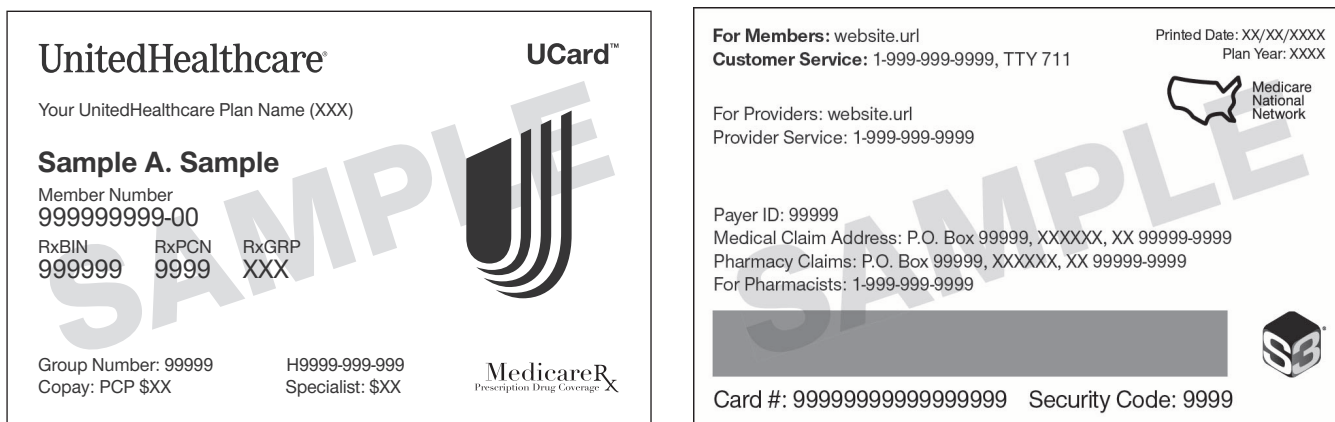 UnitedHealthcare®
UCard™
Your UnitedHealthcare Plan Name (XXX)
Sample A. Sample
Member Number
999999999-00
RxBIN RxPCN RxGRP
999999 9999 XXX
Group Number: 99999 H9999-999-999
Copay: PCP $XX Specialist: $XX
MedicareRx
Prescription Drug Coverage
SAMPLE
For Members: website.url
Customer Service: 1-999-999-9999, TTY 711
Printed Date: XX/XX/XXXX
Plan Year: XXXX
Medicare
National
Network
For Providers: website.url
Provider Service: 1-999-999-9999
Payer ID: 99999
Medical Claim Address: P.O. Box 99999, XXXXXX, XX 99999-9999
Pharmacy Claims: P.O. Box 99999, XXXXXX, XX 99999-9999
For Pharmacists: 1-999-999-9999
S3
Card #: 99999999999999999 Security Code: 9999
SAMPLE